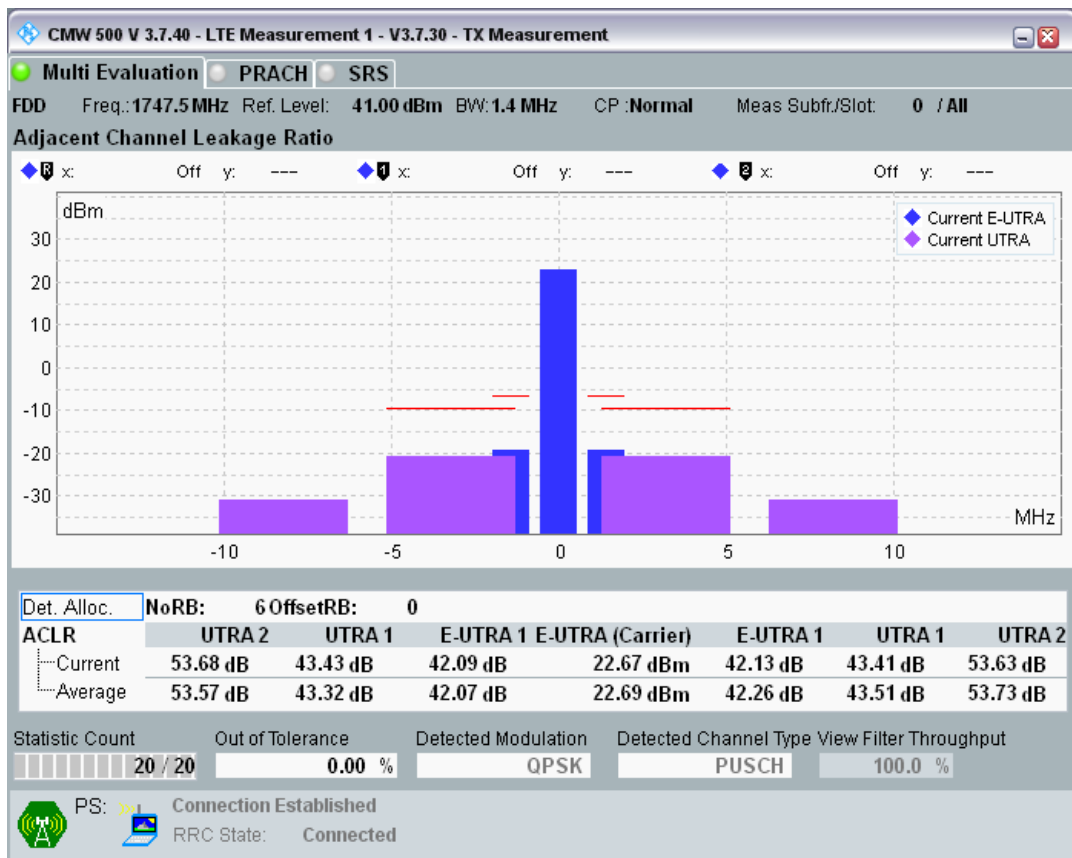 CMW 500 V 3.7.40 - LTE Measurement 1 - V3.7.30 - TX Measurement
Multi Evaluation PRACH SRS
FDD Freq.: 1747.5 MHz Ref. Level: 41.00 dBm BW: 1.4 MHz CP :Normal Meas Subfr./Slot: 0 / All
Adjacent Channel Leakage Ratio
R x: Off y: --- 1 x: Off y: --- 2 x: Off y: ---
dBm
Current E-UTRA
Current UTRA
30
20
10
0
-10
-20
-30
MHz
-10 -5 0 5 10
Det. Alloc. NoRB: 6 OffsetRB: 0
ACLR UTRA 2 UTRA 1 E-UTRA 1 E-UTRA (Carrier) E-UTRA 1 UTRA 1 UTRA 2
Current 53.68 dB 43.43 dB 42.09 dB 22.67 dBm 42.13 dB 43.41 dB 53.63 dB
Average 53.57 dB 43.32 dB 42.07 dB 22.69 dBm 42.26 dB 43.51 dB 53.73 dB
Statistic Count Out of Tolerance Detected Modulation Detected Channel Type View Filter Throughput
20 / 20 0.00 % QPSK PUSCH 100.0 %
PS: Connection Established
RRC State: Connected